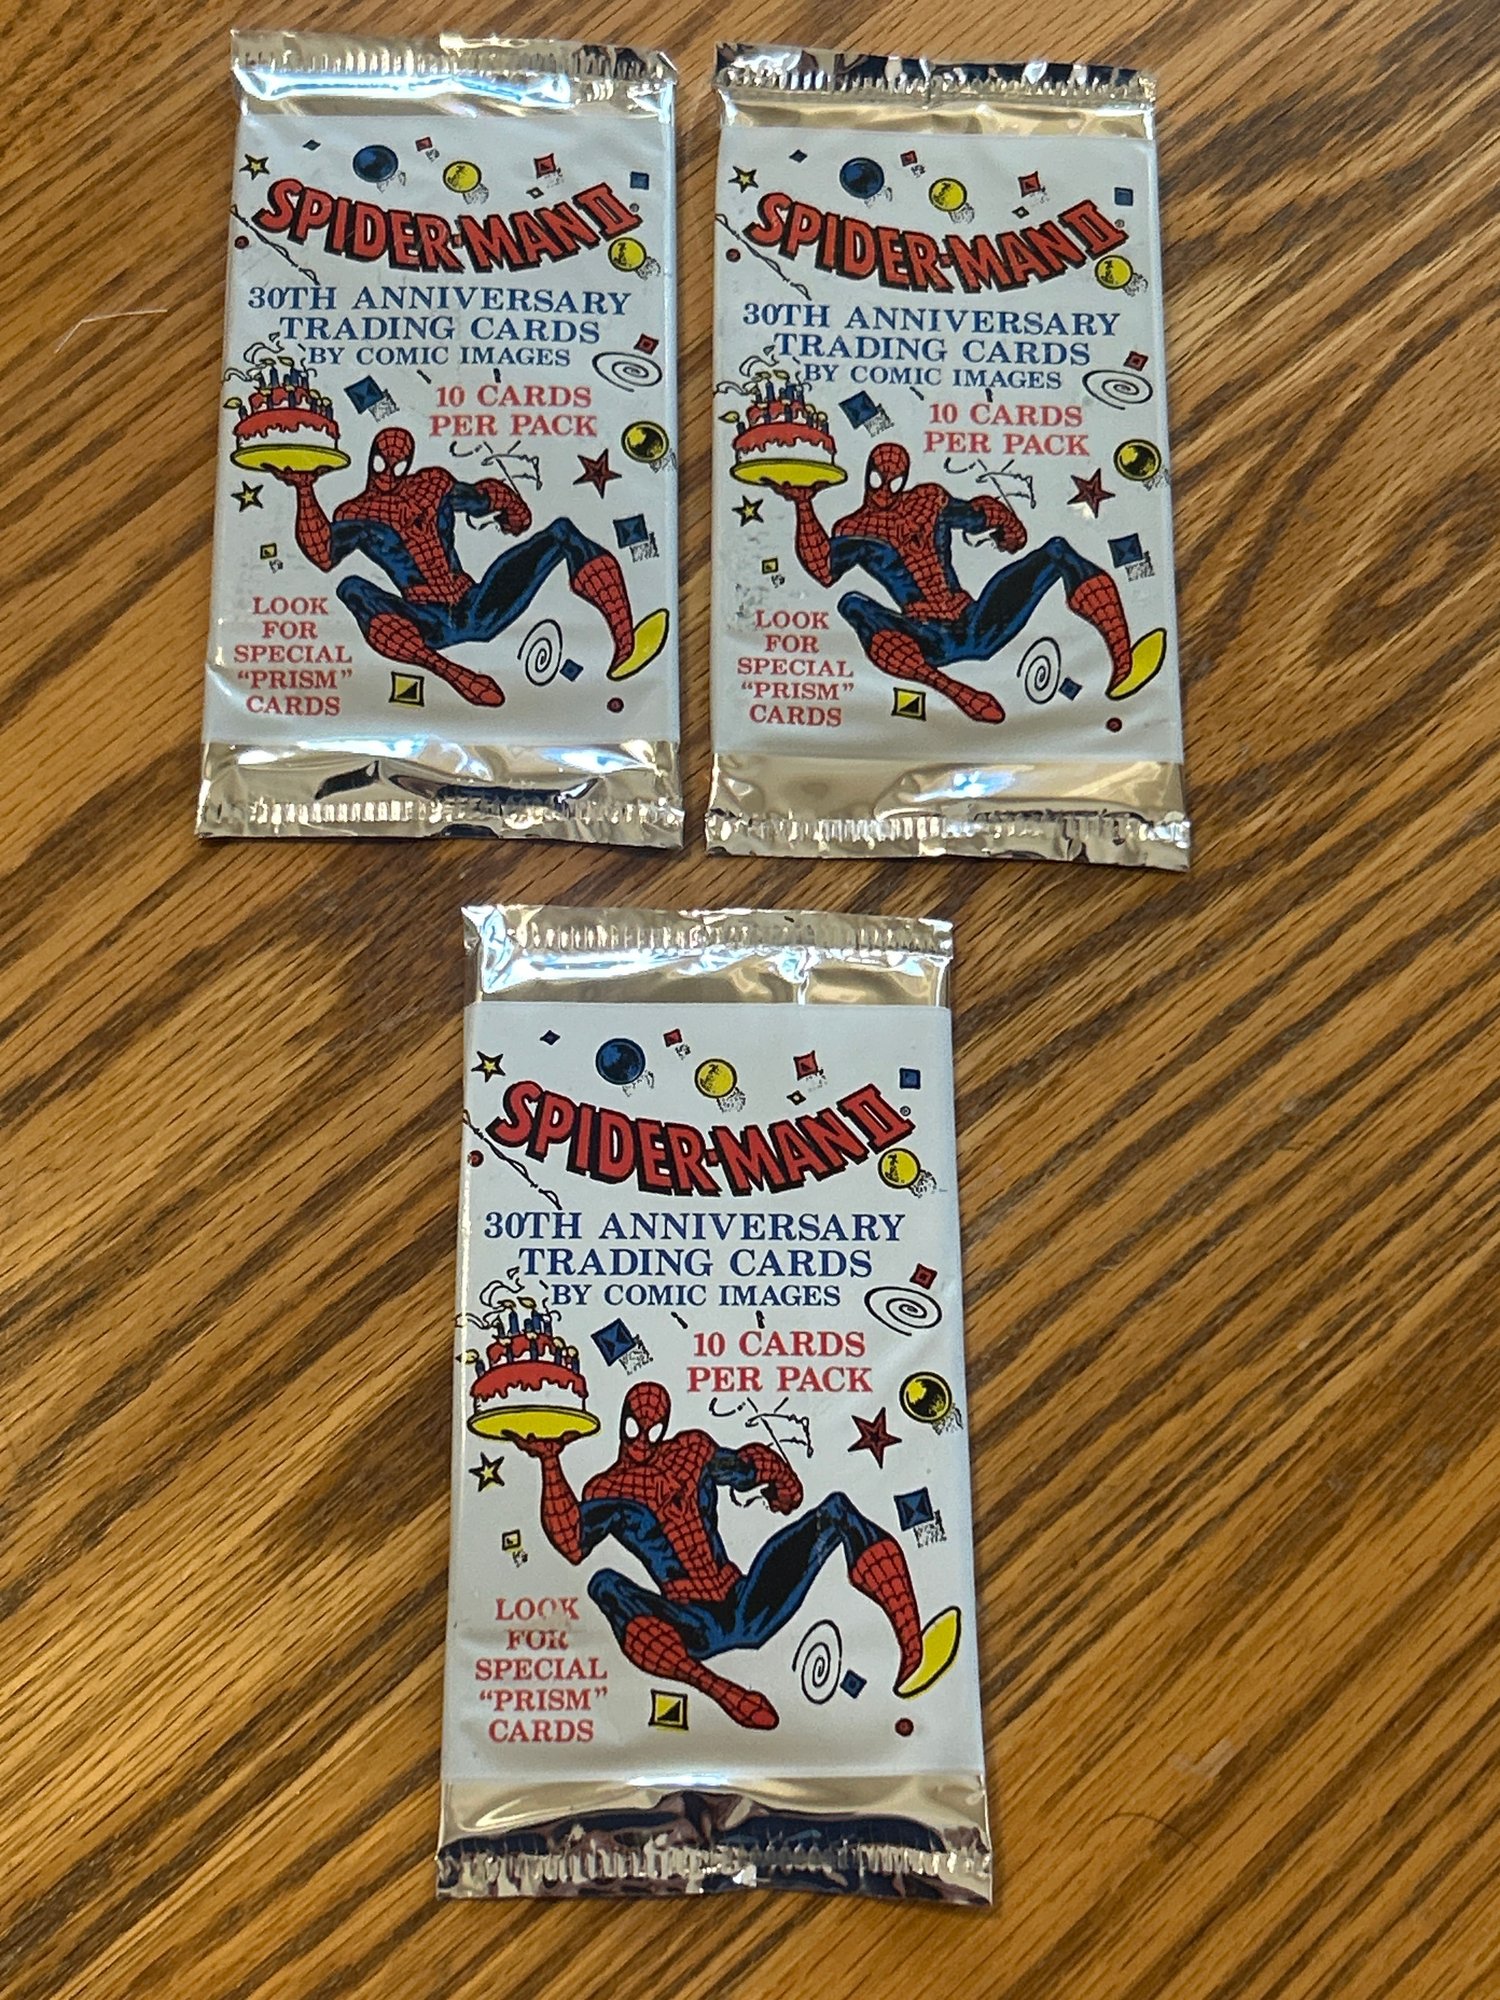 SPIDER-MAN II
30TH ANNIVERSARY
TRADING CARDS
BY COMIC IMAGES
10 CARDS
PER PACK
LOOK
FOR
SPECIAL
"PRISM"
CARDS
SPIDER-MAN II
30TH ANNIVERSARY
TRADING CARDS
BY COMIC IMAGES
10 CARDS
PER PACK
LOOK
FOR
SPECIAL
"PRISM"
CARDS
SPIDER-MAN II
30TH ANNIVERSARY
TRADING CARDS
BY COMIC IMAGES
10 CARDS
PER PACK
LOOK
FOR
SPECIAL
"PRISM"
CARDS